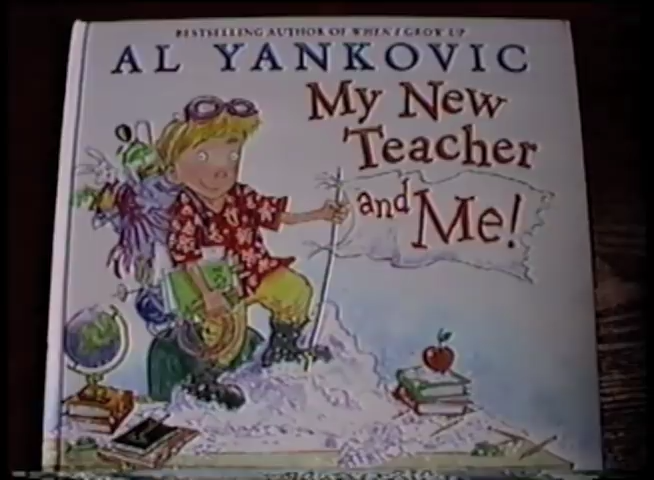 BESTSELLING AUTHOR OF WHEN I GROW UP
AL YANKOVIC
My New
Teacher
and Me!